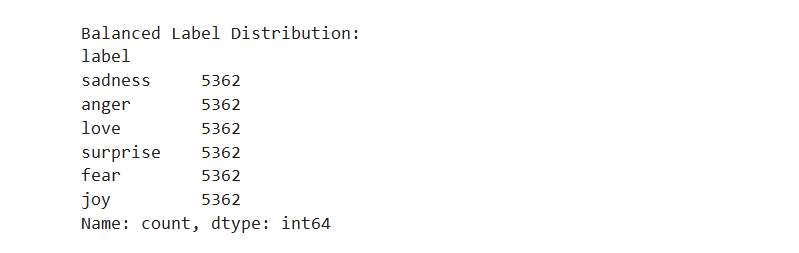 Balanced Label Distribution:
label
sadness     5362
anger       5362
love        5362
surprise    5362
fear        5362
joy         5362
Name: count, dtype: int64